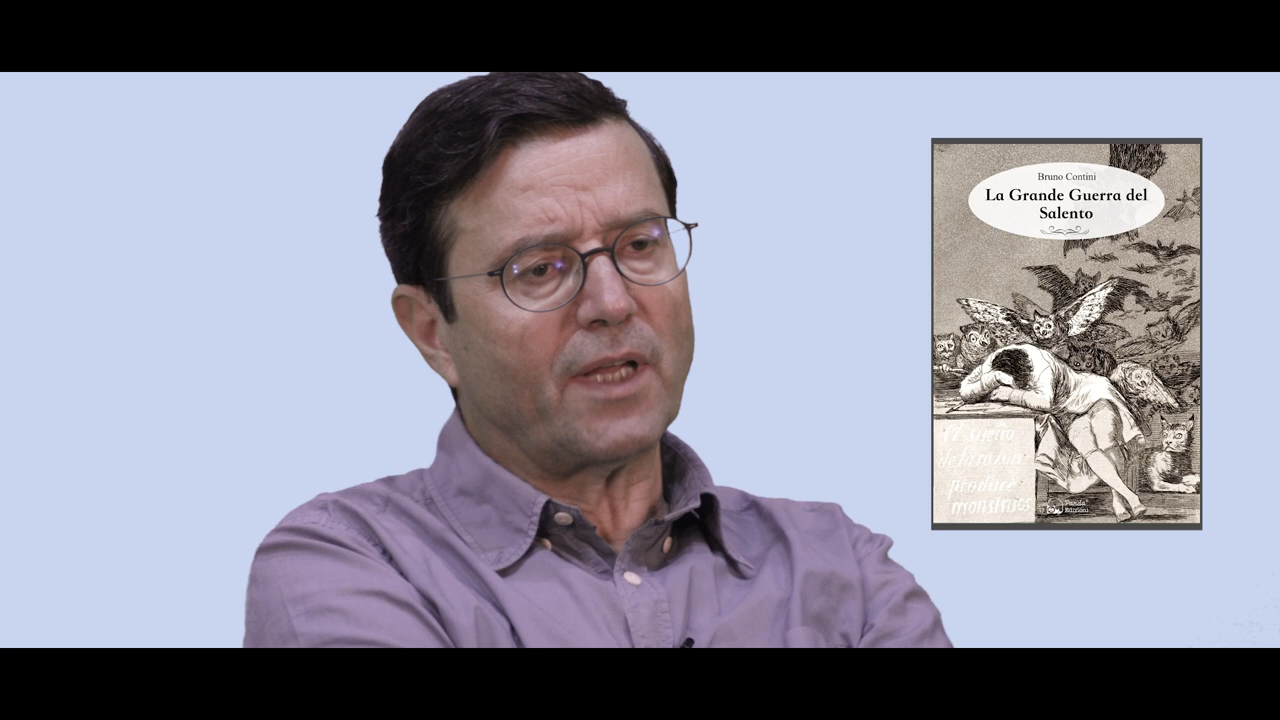 Bruno Contini
La Grande Guerra del
Salento
El sueño
de la razon
produce
monstruos
Panda
Edizioni